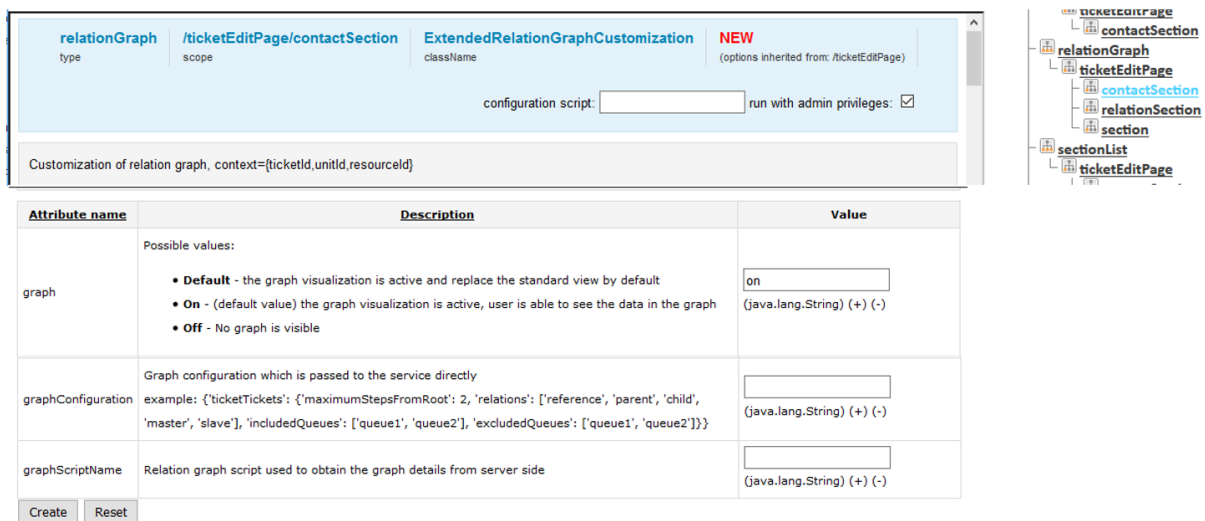 relationGraph
type
/ticketEditPage/contactSection
scope
ExtendedRelationGraphCustomization
className
NEW
(options inherited from: /ticketEditPage)
configuration script:
run with admin privileges:
Customization of relation graph, context={ticketId,unitId,resourceId}
ticketEditPage
contactSection
relationGraph
ticketEditPage
contactSection
relationSection
section
sectionList
ticketEditPage
Attribute name Description Value
graph
Possible values:
• Default - the graph visualization is active and replace the standard view by default
• On - (default value) the graph visualization is active, user is able to see the data in the graph
• Off - No graph is visible
on
(java.lang.String) (+) (-)
graphConfiguration
Graph configuration which is passed to the service directly
example: {'ticketTickets': {'maximumStepsFromRoot': 2, 'relations': ['reference', 'parent', 'child',
'master', 'slave'], 'includedQueues': ['queue1', 'queue2'], 'excludedQueues': ['queue1', 'queue2']}}
(java.lang.String) (+) (-)
graphScriptName
Relation graph script used to obtain the graph details from server side
(java.lang.String) (+) (-)
Create Reset